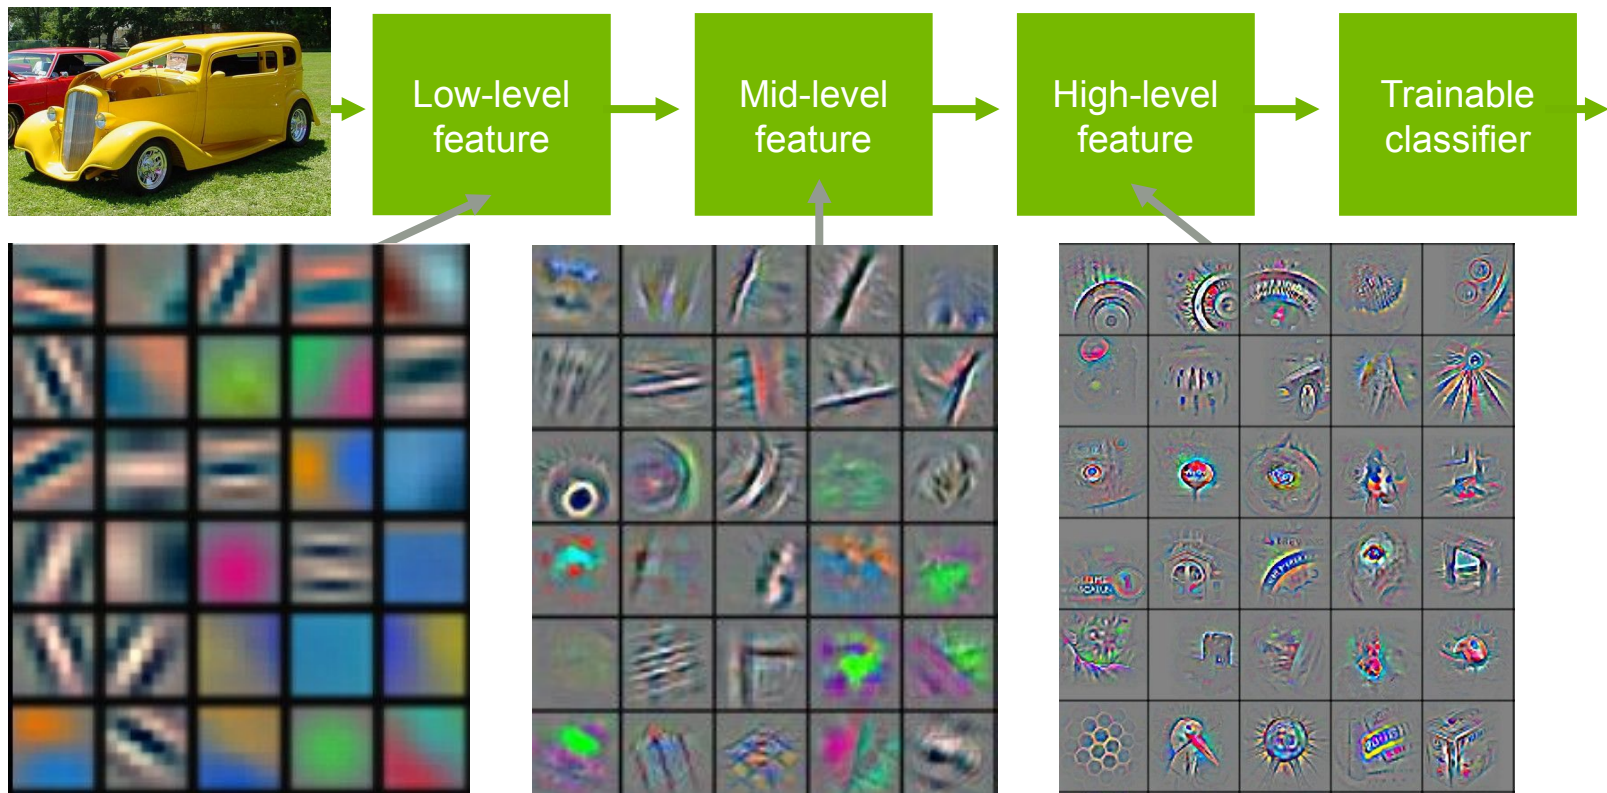 Low-level
feature
Mid-level
feature
High-level
feature
Trainable
classifier